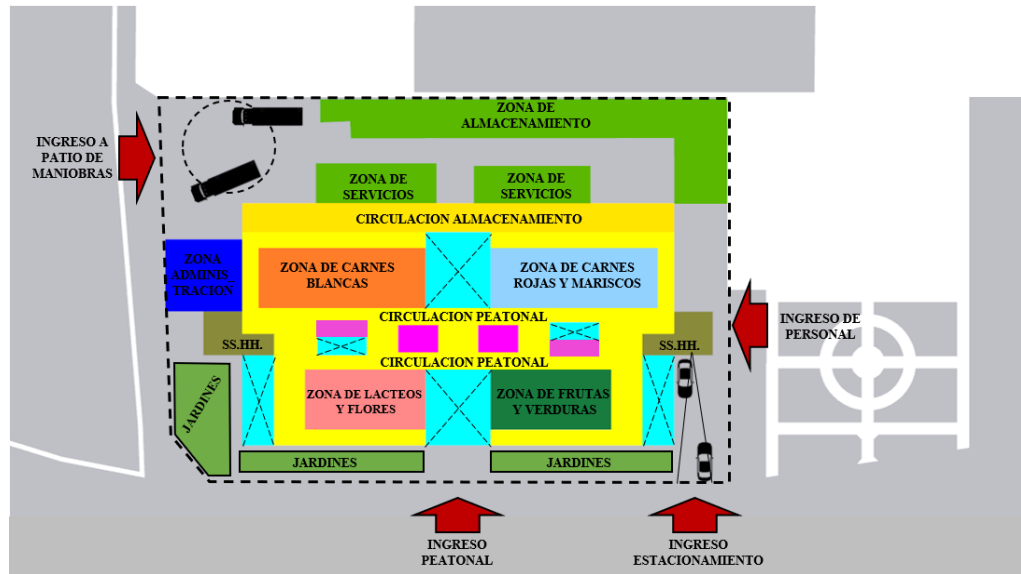 ZONA DE
ALMACENAMIENTO
INGRESO A
PATIO DE
MANIOBRAS
ZONA DE
SERVICIOS
ZONA DE
SERVICIOS
CIRCULACION ALMACENAMIENTO
ZONA
ADMINIS_
TRACION
ZONA DE CARNES
BLANCAS
ZONA DE CARNES
ROJAS Y MARISCOS
CIRCULACION PEATONAL
INGRESO DE
PERSONAL
SS.HH.
SS.HH.
CIRCULACION PEATONAL
ZONA DE LACTEOS
Y FLORES
ZONA DE FRUTAS
Y VERDURAS
JARDINES
JARDINES
JARDINES
INGRESO
PEATONAL
INGRESO
ESTACIONAMIENTO